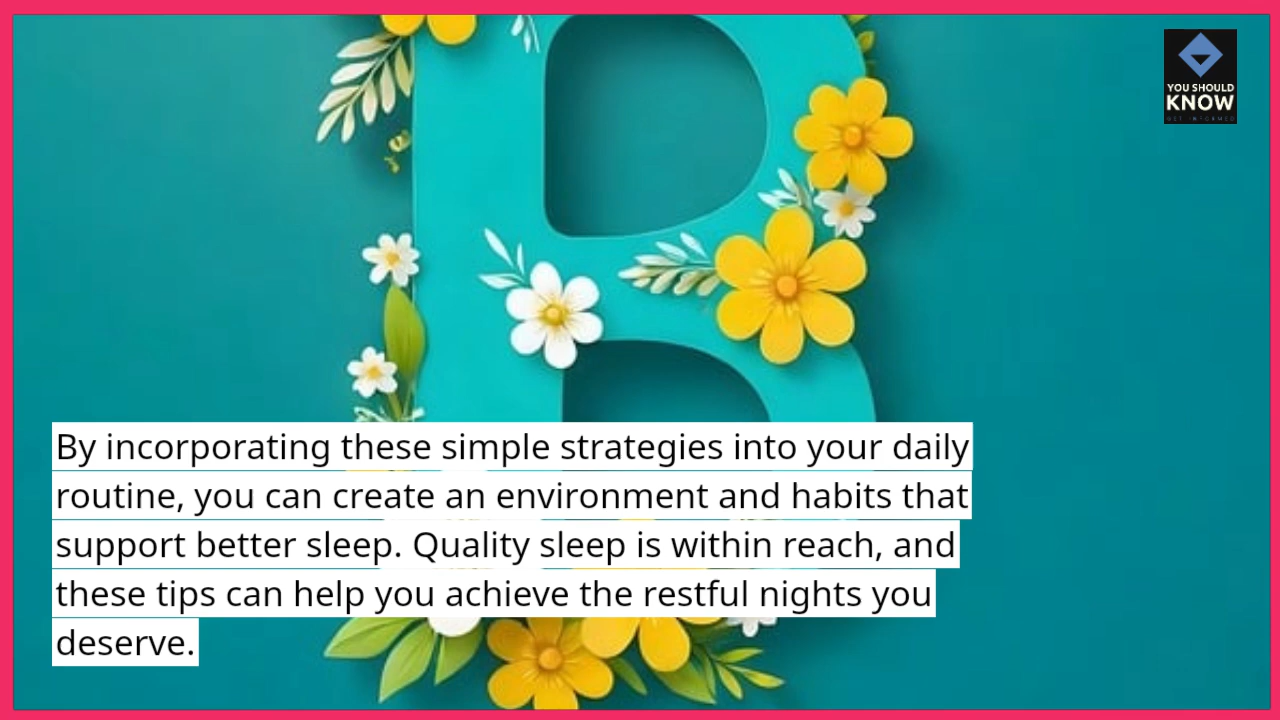 YOU SHOULD
KNOW
GET INFORMED
By incorporating these simple strategies into your daily
routine, you can create an environment and habits that
support better sleep. Quality sleep is within reach, and
these tips can help you achieve the restful nights you
deserve.